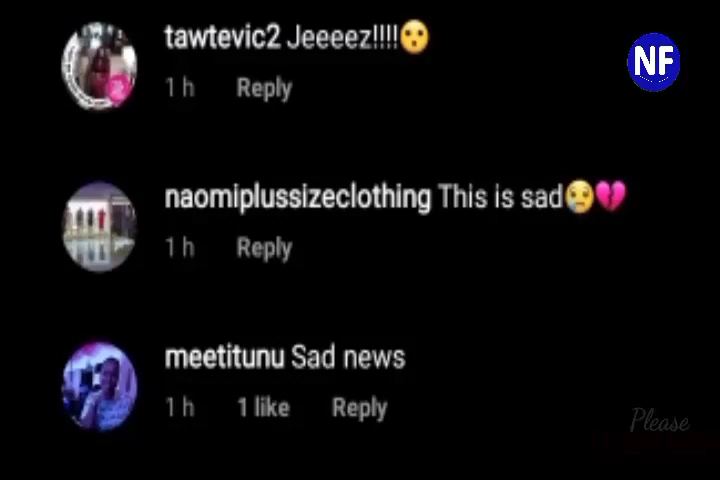 tawtevic2 Jeeeez!!!!😮
1 h Reply
NF
naomiplussizeclothing This is sad😢💔
1 h Reply
meetitunu Sad news
1 h 1 like Reply
Please